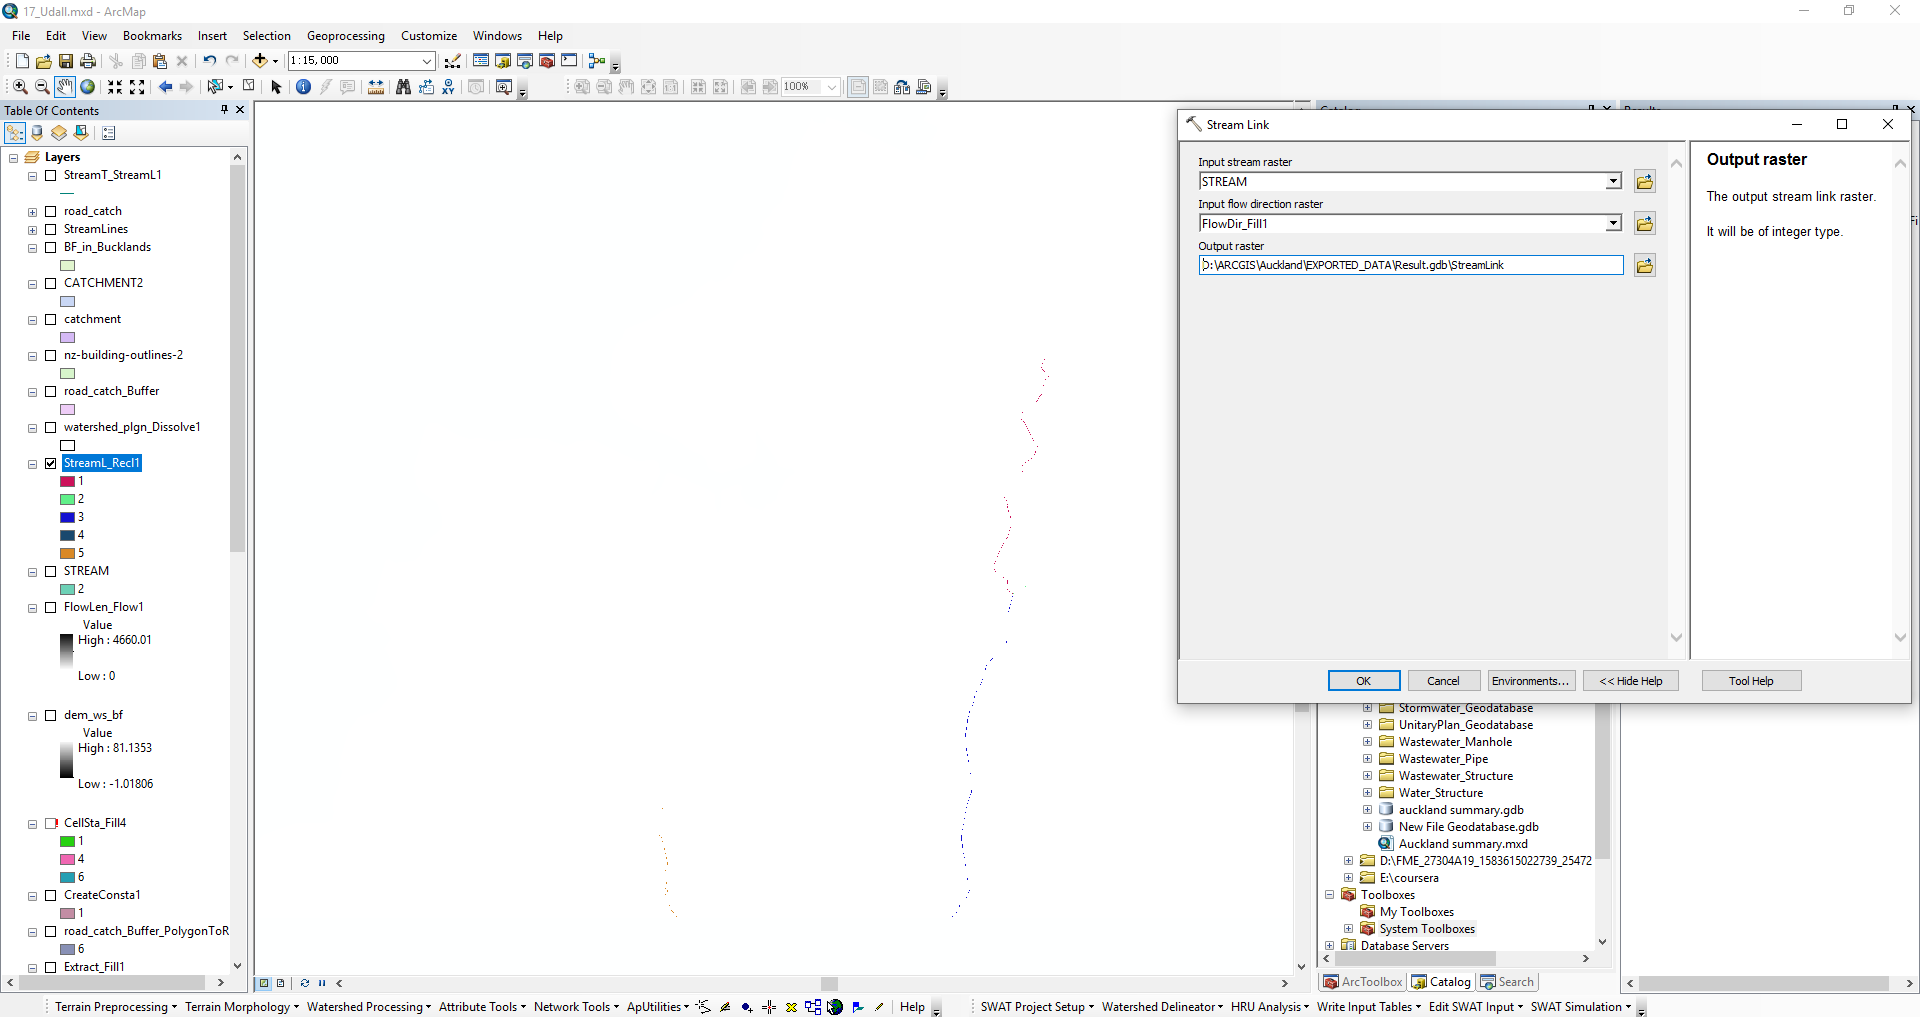 17_Udall.mxd - ArcMap
File Edit View Bookmarks Insert Selection Geoprocessing Customize Windows Help
1:15,000
100%
Table Of Contents
Layers
StreamT_StreamL1
road_catch
StreamLines
BF_in_Bucklands
CATCHMENT2
catchment
nz-building-outlines-2
road_catch_Buffer
watershed_plgn_Dissolve1
StreamL_Recl1
1
2
3
4
5
STREAM
2
FlowLen_Flow1
Value
High : 4660.01
Low : 0
dem_ws_bf
Value
High : 81.1353
Low : -1.01806
CellSta_Fill4
1
4
6
CreateConsta1
1
road_catch_Buffer_PolygonToR
6
Extract_Fill1
Stream Link
Input stream raster
STREAM
Input flow direction raster
FlowDir_Fill1
Output raster
D:\ARCGIS\Auckland\EXPORTED_DATA\Result.gdb\StreamLink
OK Cancel Environments... << Hide Help Tool Help
Output raster
The output stream link raster.
It will be of integer type.
Fi
Stormwater_Geodatabase
UnitaryPlan_Geodatabase
Wastewater_Manhole
Wastewater_Pipe
Wastewater_Structure
Water_Structure
auckland summary.gdb
New File Geodatabase.gdb
Auckland summary.mxd
D:\FME_27304A19_1583615022739_25472
E:\coursera
Toolboxes
My Toolboxes
System Toolboxes
Database Servers
ArcToolbox Catalog Search
Terrain Preprocessing Terrain Morphology Watershed Processing Attribute Tools Network Tools ApUtilities Help SWAT Project Setup Watershed Delineator HRU Analysis Write Input Tables Edit SWAT Input SWAT Simulation